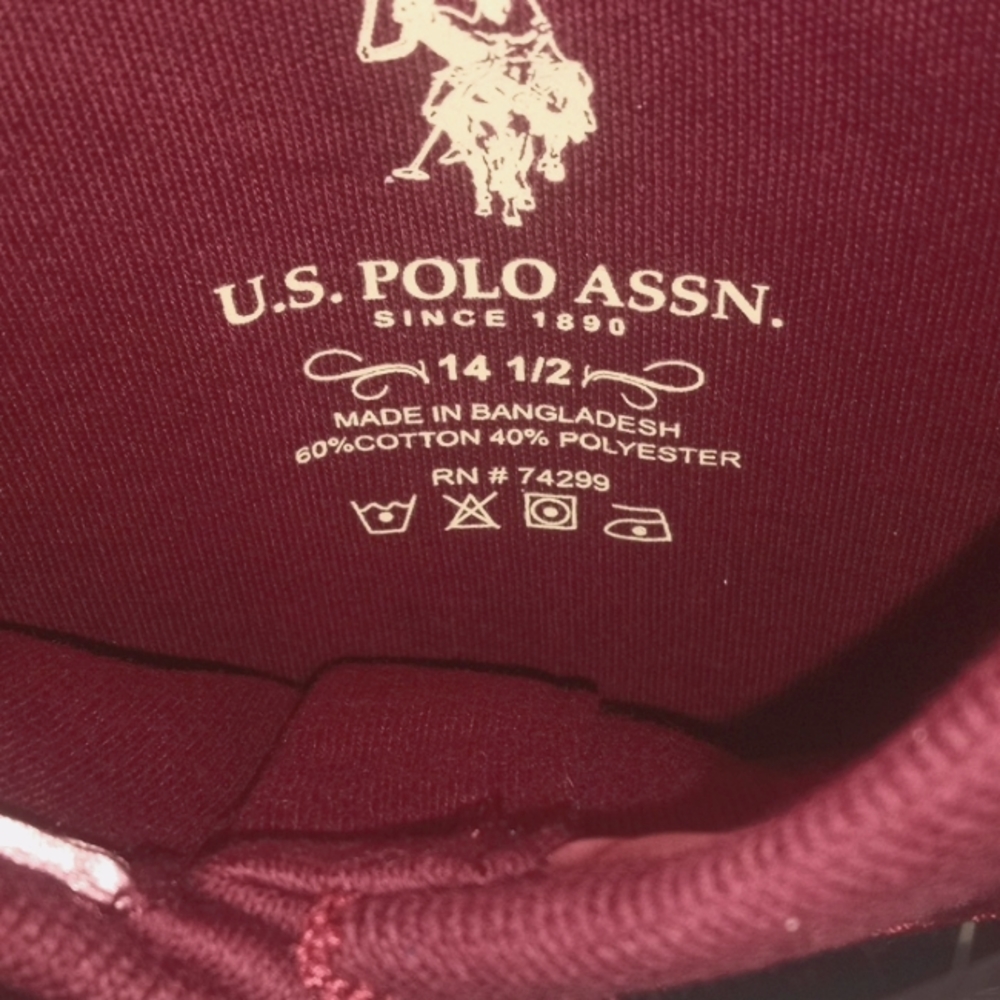 U.S. POLO ASSN.
SINCE 1890
14 1/2
MADE IN BANGLADESH
60%COTTON 40% POLYESTER
RN # 74299